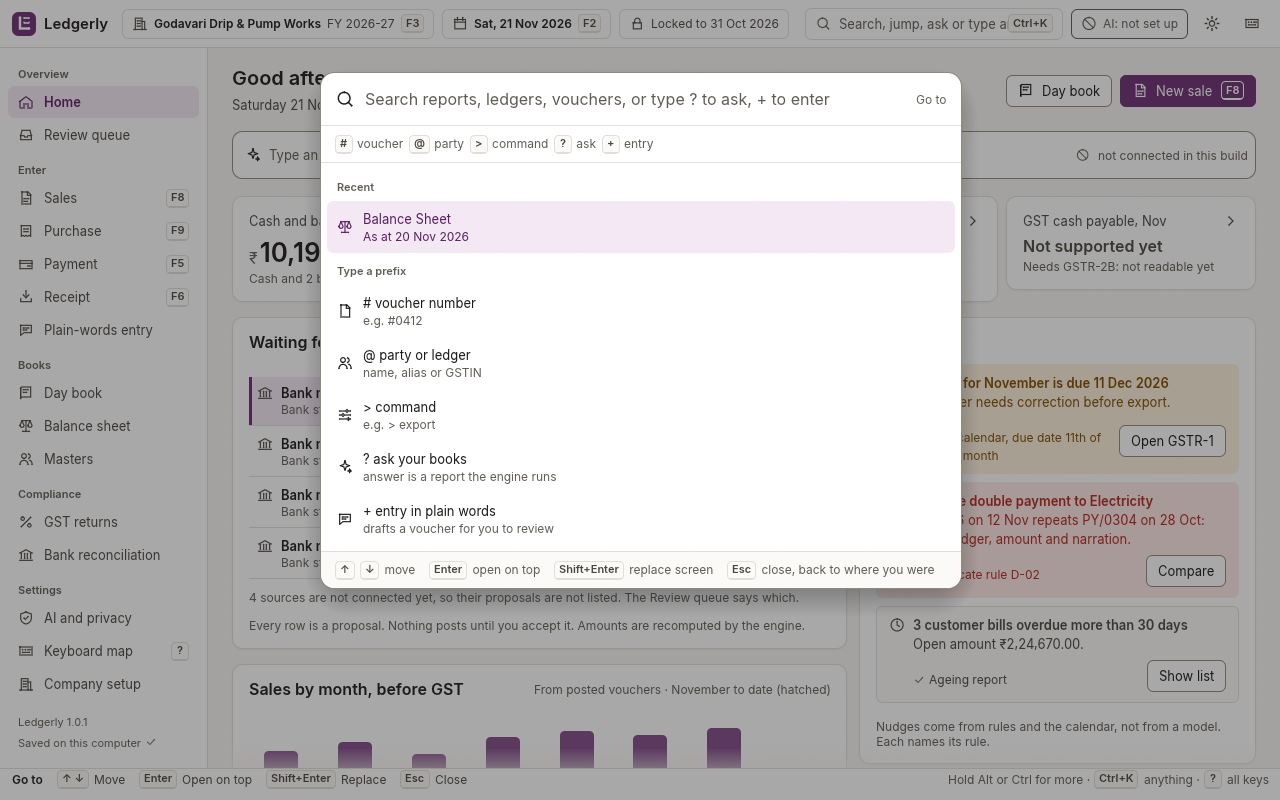 Ledgerly
Godavari Drip & Pump Works FY 2026-27 F3
Sat, 21 Nov 2026 F2
Locked to 31 Oct 2026
Search, jump, ask or type a Ctrl+K
AI: not set up
Overview
Home
Review queue
Enter
Sales F8
Purchase F9
Payment F5
Receipt F6
Plain-words entry
Books
Day book
Balance sheet
Masters
Compliance
GST returns
Bank reconciliation
Settings
AI and privacy
Keyboard map ?
Company setup
Ledgerly 1.0.1
Saved on this computer
Good afte
Saturday 21 No
Day book
New sale F8
Type an
not connected in this build
Cash and b
₹10,19
Cash and 2 b
GST cash payable, Nov
Not supported yet
Needs GSTR-2B: not readable yet
Search reports, ledgers, vouchers, or type ? to ask, + to enter
Go to
# voucher @ party > command ? ask + entry
Recent
Balance Sheet
As at 20 Nov 2026
Type a prefix
# voucher number
e.g. #0412
@ party or ledger
name, alias or GSTIN
> command
e.g. > export
? ask your books
answer is a report the engine runs
+ entry in plain words
drafts a voucher for you to review
↑ ↓ move Enter open on top Shift+Enter replace screen Esc close, back to where you were
Waiting fo
Bank r
Bank st
Bank r
Bank st
Bank r
Bank st
Bank r
Bank st
4 sources are not connected yet, so their proposals are not listed. The Review queue says which.
Every row is a proposal. Nothing posts until you accept it. Amounts are recomputed by the engine.
Sales by month, before GST
From posted vouchers · November to date (hatched)
for November is due 11 Dec 2026
er needs correction before export.
calendar, due date 11th of
month
Open GSTR-1
e double payment to Electricity
on 12 Nov repeats PY/0304 on 28 Oct:
dger, amount and narration.
cate rule D-02
Compare
3 customer bills overdue more than 30 days
Open amount ₹2,24,670.00.
Ageing report
Show list
Nudges come from rules and the calendar, not from a model.
Each names its rule.
Go to ↑↓ Move Enter Open on top Shift+Enter Replace Esc Close
Hold Alt or Ctrl for more · Ctrl+K anything · ? all keys